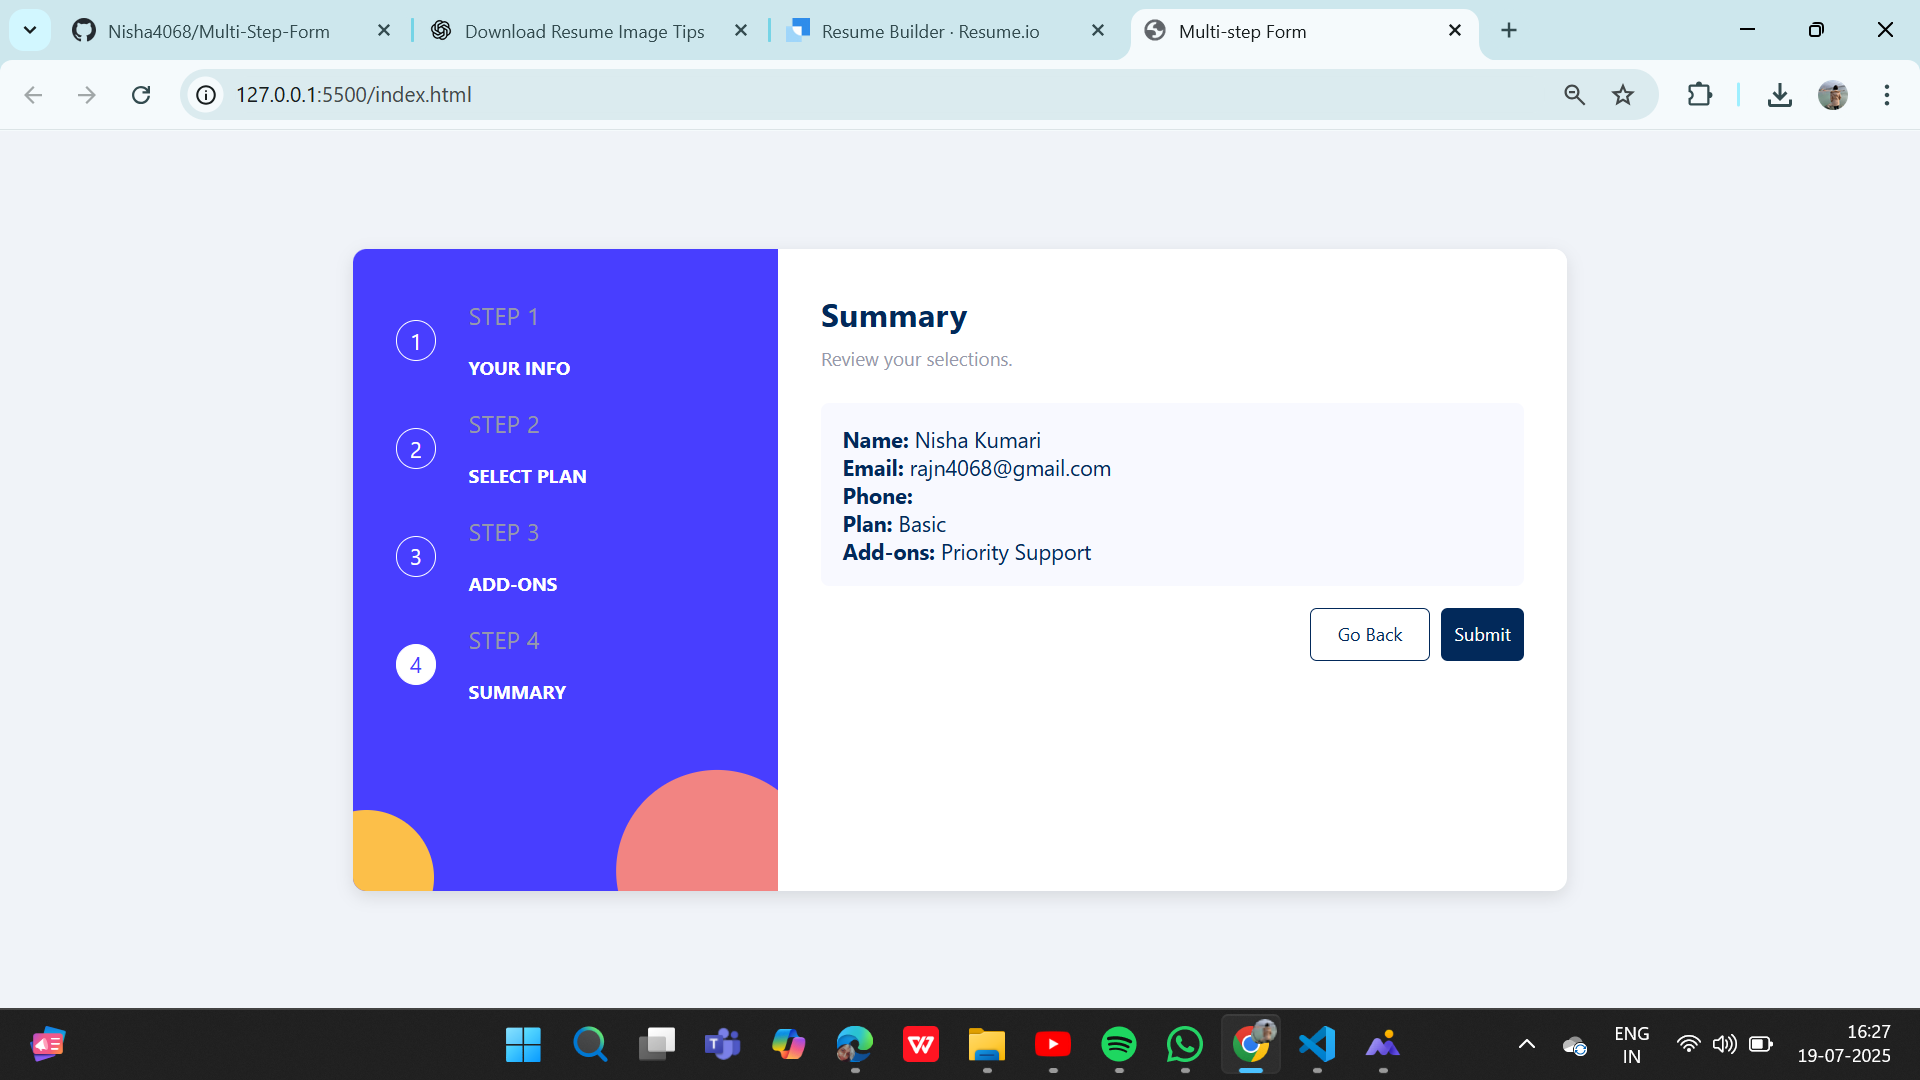 Nisha4068/Multi-Step-Form
Download Resume Image Tips
Resume Builder · Resume.io
Multi-step Form
127.0.0.1:5500/index.html
1
STEP 1
YOUR INFO
2
STEP 2
SELECT PLAN
3
STEP 3
ADD-ONS
4
STEP 4
SUMMARY
Summary
Review your selections.
Name: Nisha Kumari
Email: rajn4068@gmail.com
Phone:
Plan: Basic
Add-ons: Priority Support
Go Back
Submit
ENG
IN
16:27
19-07-2025